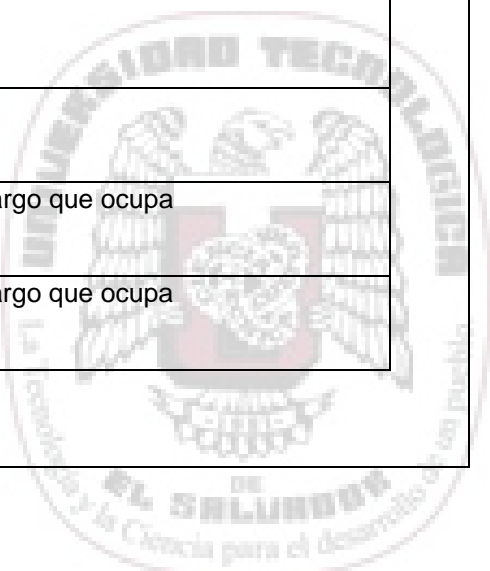 UNIVERSIDAD TECNOLOGICA
argo que ocupa
argo que ocupa
DE
EL SALVADOR
La Tecnología y la Ciencia para el desarrollo de un pueblo